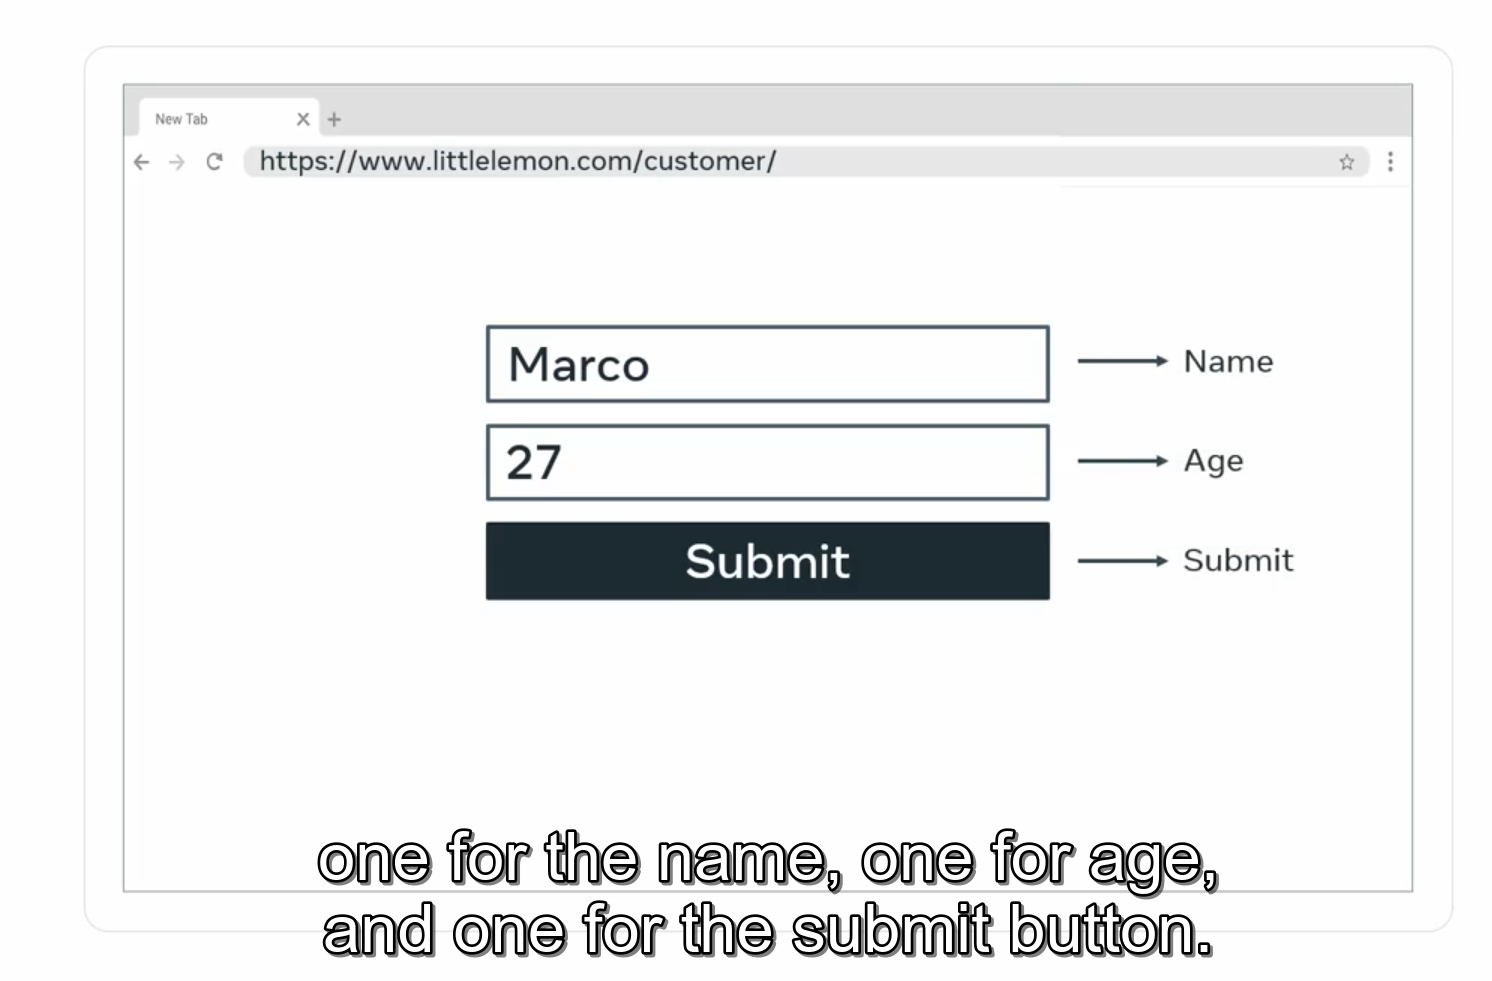 New Tab
https://www.littlelemon.com/customer/
Marco
Name
27
Age
Submit
Submit
one for the name, one for age,
and one for the submit button.